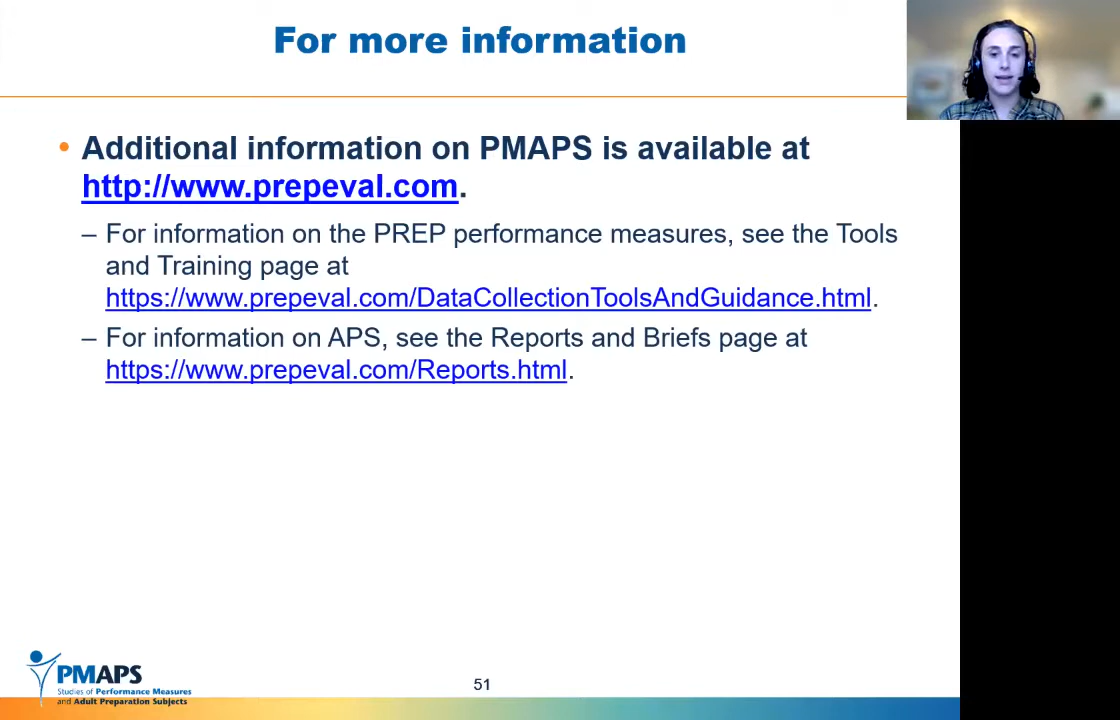 For more information
• Additional information on PMAPS is available at
http://www.prepeval.com.
– For information on the PREP performance measures, see the Tools
and Training page at
https://www.prepeval.com/DataCollectionToolsAndGuidance.html.
– For information on APS, see the Reports and Briefs page at
https://www.prepeval.com/Reports.html.
PMAPS
Studies of Performance Measures
and Adult Preparation Subjects
51